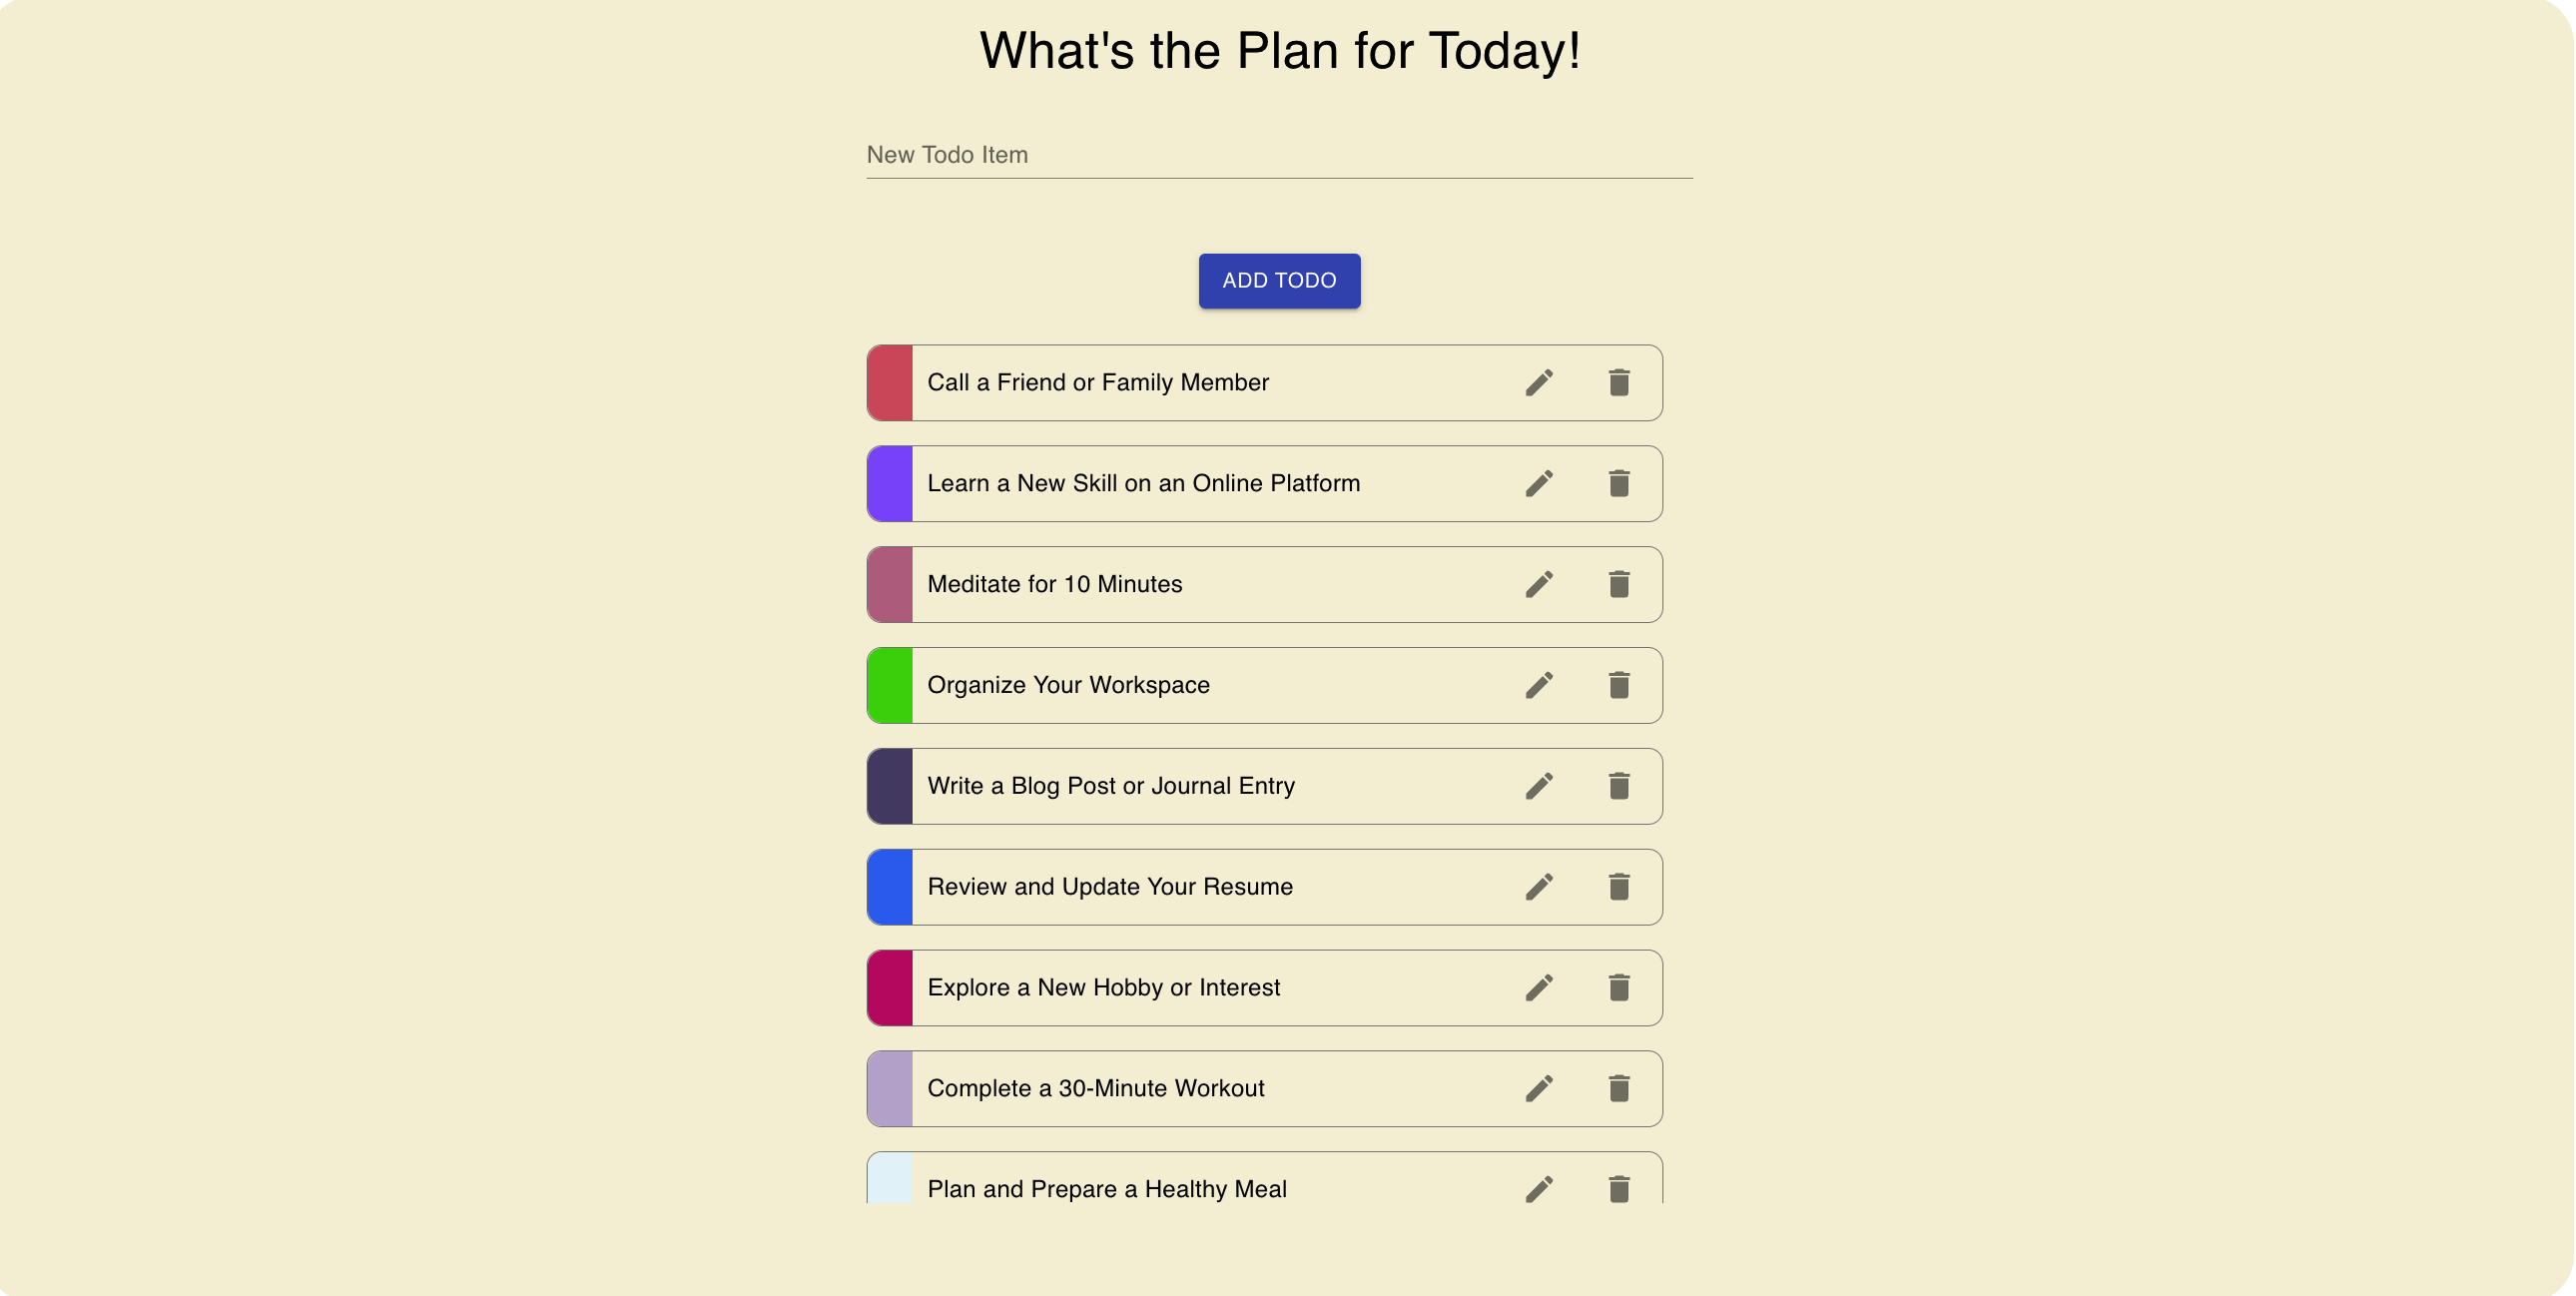 What's the Plan for Today!
New Todo Item
ADD TODO
Call a Friend or Family Member
Learn a New Skill on an Online Platform
Meditate for 10 Minutes
Organize Your Workspace
Write a Blog Post or Journal Entry
Review and Update Your Resume
Explore a New Hobby or Interest
Complete a 30-Minute Workout
Plan and Prepare a Healthy Meal